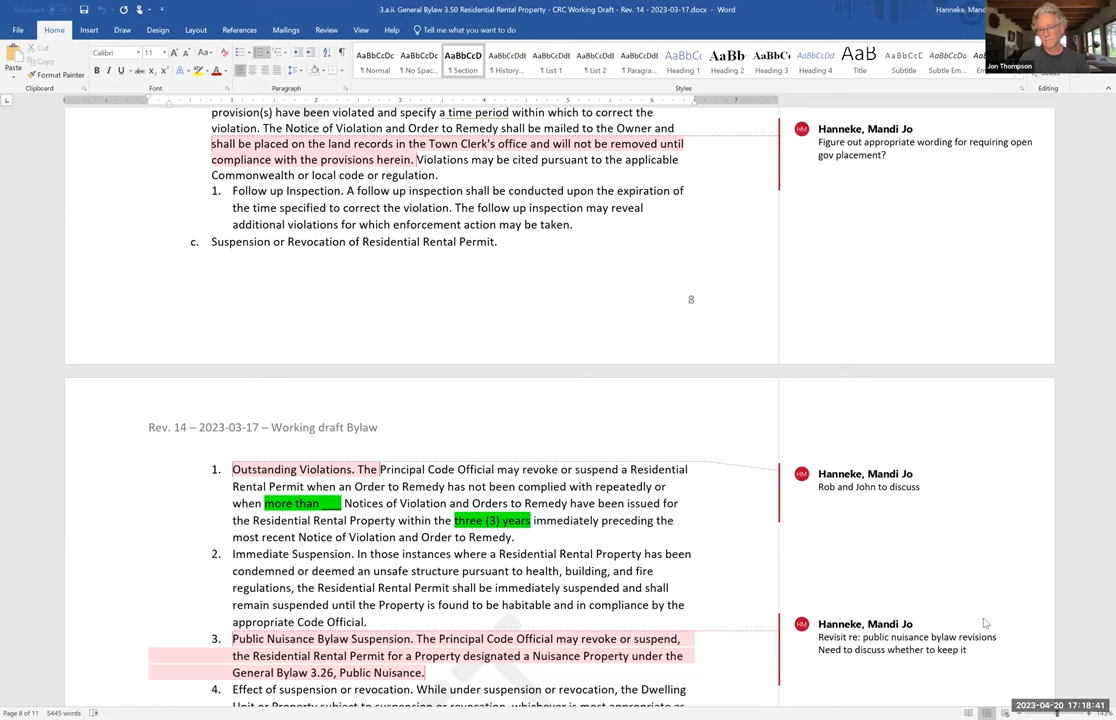 3.a.ii. General Bylaw 3.50 Residential Rental Property - CRC Working Draft - Rev. 14 - 2023-03-17.docx - Word
Hanneke, Mand
File Home Insert Draw Design Layout References Mailings Review View Help Tell me what you want to do
Paste
Cut
Copy
Format Painter
Calibri 11
AaBbCcDc AaBbCcDc AaBbCcD AaBbCcDdI AaBbCcDdI AaBbCcDdI AaBbCcDdI AaBbC AaBb AaBbC AaBbCcDd AaB AaBbCcD AaBbCcDdI
¶ Normal ¶ No Spac... ¶ Section ¶ History... ¶ List 1 ¶ List 2 ¶ Paragra... Heading 1 Heading 2 Heading 3 Heading 4 Title Subtitle Subtle Em...
Clipboard Font Paragraph Styles Editing
Jon Thompson
provision(s) have been violated and specify a time period within which to correct the
violation. The Notice of Violation and Order to Remedy shall be mailed to the Owner and
shall be placed on the land records in the Town Clerk's office and will not be removed until
compliance with the provisions herein. Violations may be cited pursuant to the applicable
Commonwealth or local code or regulation.
1. Follow up Inspection. A follow up inspection shall be conducted upon the expiration of
the time specified to correct the violation. The follow up inspection may reveal
additional violations for which enforcement action may be taken.
c. Suspension or Revocation of Residential Rental Permit.
8
HM Hanneke, Mandi Jo
Figure out appropriate wording for requiring open
gov placement?
Rev. 14 – 2023-03-17 – Working draft Bylaw
1. Outstanding Violations. The Principal Code Official may revoke or suspend a Residential
Rental Permit when an Order to Remedy has not been complied with repeatedly or
when more than ___ Notices of Violation and Orders to Remedy have been issued for
the Residential Rental Property within the three (3) years immediately preceding the
most recent Notice of Violation and Order to Remedy.
2. Immediate Suspension. In those instances where a Residential Rental Property has been
condemned or deemed an unsafe structure pursuant to health, building, and fire
regulations, the Residential Rental Permit shall be immediately suspended and shall
remain suspended until the Property is found to be habitable and in compliance by the
appropriate Code Official.
3. Public Nuisance Bylaw Suspension. The Principal Code Official may revoke or suspend,
the Residential Rental Permit for a Property designated a Nuisance Property under the
General Bylaw 3.26, Public Nuisance.
4. Effect of suspension or revocation. While under suspension or revocation, the Dwelling
HM Hanneke, Mandi Jo
Rob and John to discuss
HM Hanneke, Mandi Jo
Revisit re: public nuisance bylaw revisions
Need to discuss whether to keep it
Page 8 of 11 5445 words
2023-04-20 17:18:41